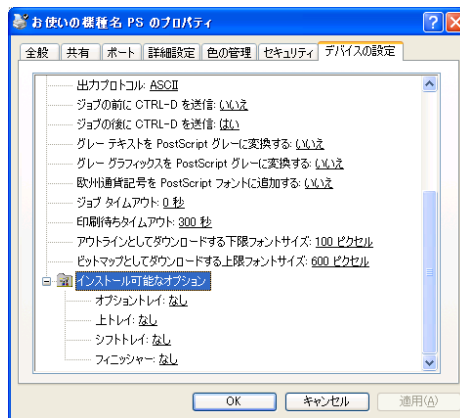 お使いの機種名 PS のプロパティ
全般 共有 ポート 詳細設定 色の管理 セキュリティ デバイスの設定
出力プロトコル: ASCII
ジョブの前に CTRL-D を送信: いいえ
ジョブの後に CTRL-D を送信: はい
グレー テキストを PostScript グレーに変換する: いいえ
グレー グラフィックスを PostScript グレーに変換する: いいえ
欧州通貨記号を PostScript フォントに追加する: いいえ
ジョブ タイムアウト: 0 秒
印刷待ちタイムアウト: 300 秒
アウトラインとしてダウンロードする下限フォントサイズ: 100 ピクセル
ビットマップとしてダウンロードする上限フォントサイズ: 600 ピクセル
インストール可能なオプション
オプショントレイ: なし
上トレイ: なし
シフトトレイ: なし
フィニッシャー: なし
OK キャンセル 適用(A)